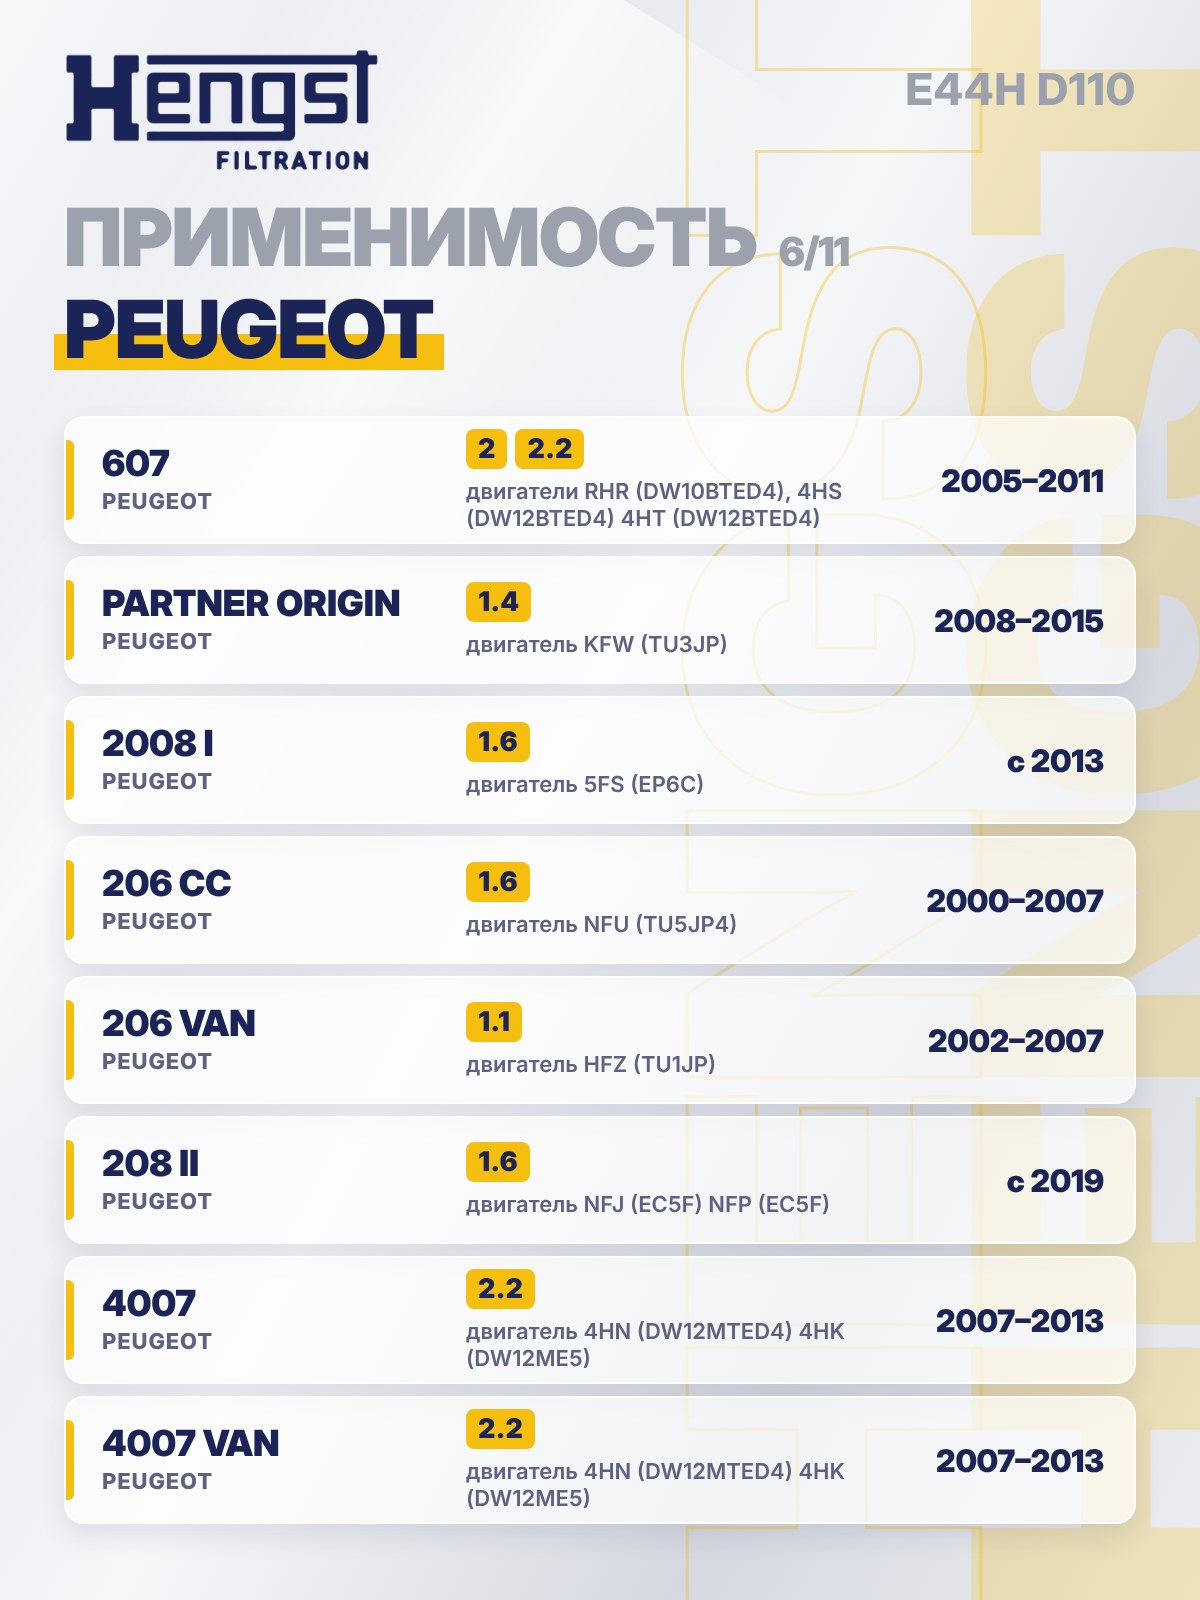 Hengst
FILTRATION
E44H D110
ПРИМЕНИМОСТЬ 6/11
PEUGEOT
607
PEUGEOT
2 2.2
двигатели RHR (DW10BTED4), 4HS
(DW12BTED4) 4HT (DW12BTED4)
2005–2011
PARTNER ORIGIN
PEUGEOT
1.4
двигатель KFW (TU3JP)
2008–2015
2008 I
PEUGEOT
1.6
двигатель 5FS (EP6C)
с 2013
206 CC
PEUGEOT
1.6
двигатель NFU (TU5JP4)
2000–2007
206 VAN
PEUGEOT
1.1
двигатель HFZ (TU1JP)
2002–2007
208 II
PEUGEOT
1.6
двигатель NFJ (EC5F) NFP (EC5F)
с 2019
4007
PEUGEOT
2.2
двигатель 4HN (DW12MTED4) 4HK
(DW12ME5)
2007–2013
4007 VAN
PEUGEOT
2.2
двигатель 4HN (DW12MTED4) 4HK
(DW12ME5)
2007–2013
HENGST
HENGST